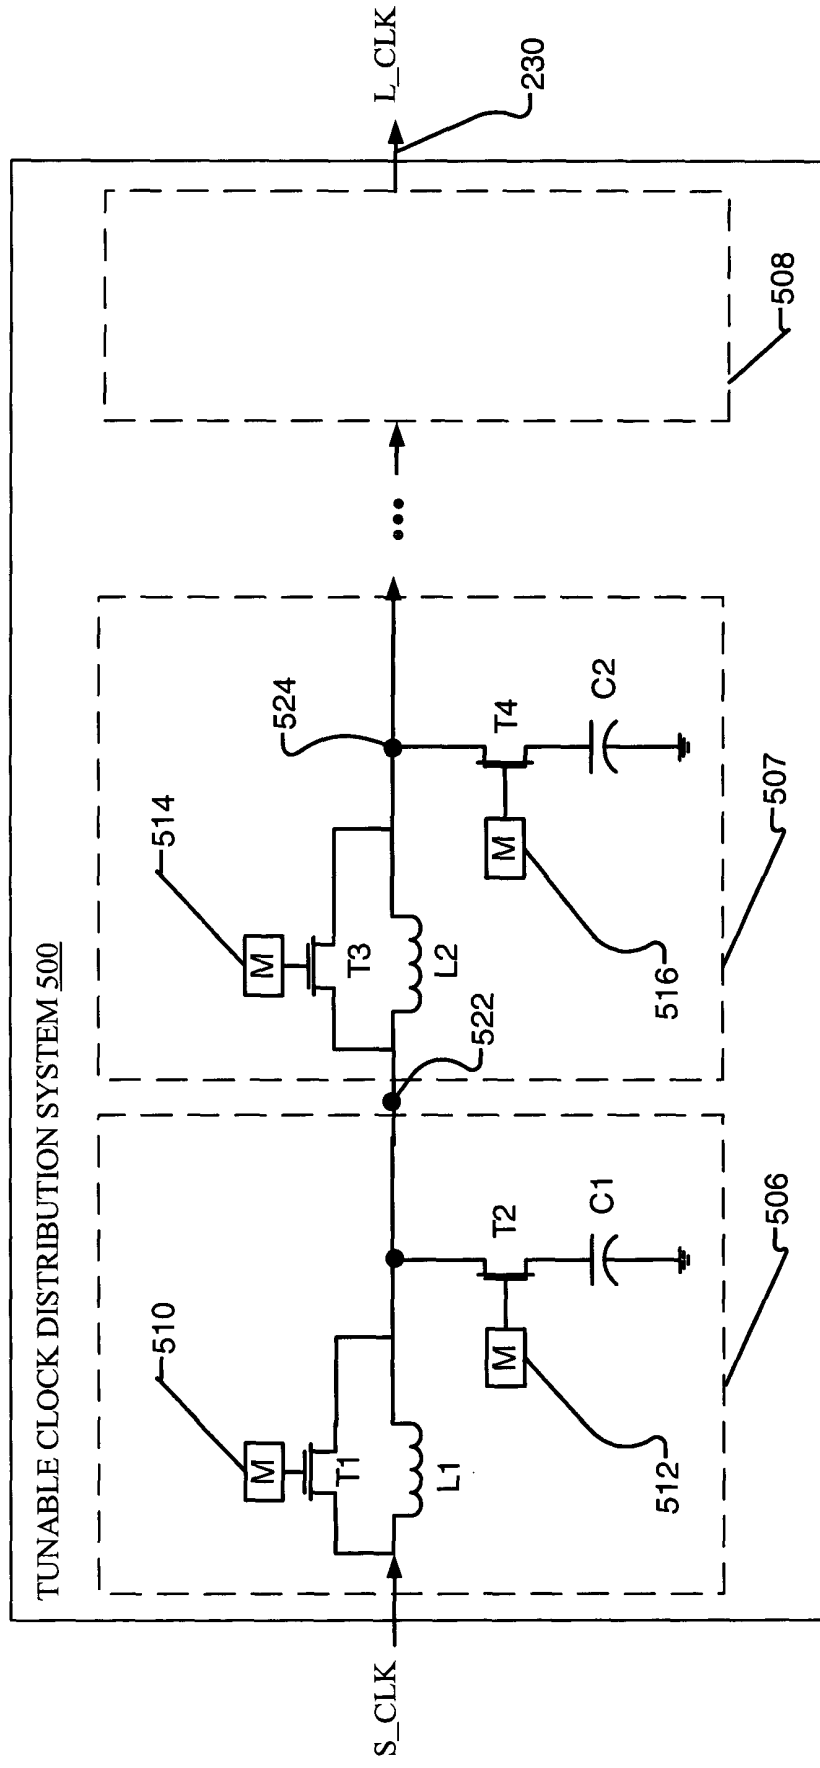 TUNABLE CLOCK DISTRIBUTION SYSTEM 500
S_CLK
510
M
T1
L1
M
512
T2
C1
506
522
514
M
T3
L2
524
M
516
T4
C2
507
...
508
230
L_CLK